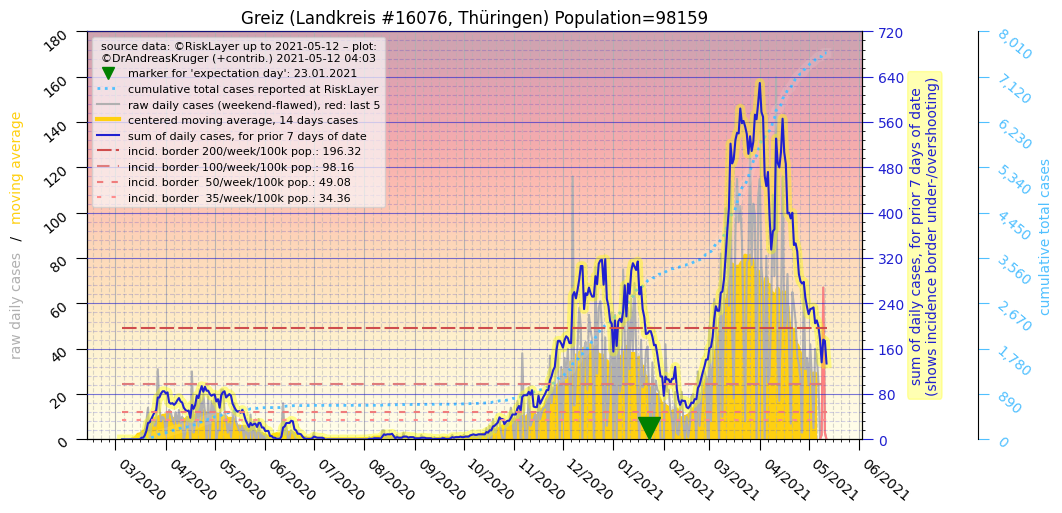 Greiz (Landkreis #16076, Thüringen) Population=98159
source data: ©RiskLayer up to 2021-05-12 – plot:
©DrAndreasKruger (+contrib.) 2021-05-12 04:03
marker for 'expectation day': 23.01.2021
cumulative total cases reported at RiskLayer
raw daily cases (weekend-flawed), red: last 5
centered moving average, 14 days cases
sum of daily cases, for prior 7 days of date
incid. border 200/week/100k pop.: 196.32
incid. border 100/week/100k pop.: 98.16
incid. border  50/week/100k pop.: 49.08
incid. border  35/week/100k pop.: 34.36
raw daily cases  /  moving average
180
160
140
120
100
80
60
40
20
0
720
640
560
480
400
320
240
160
80
0
sum of daily cases, for prior 7 days of date
(shows incidence border under-/overshooting)
8,010
7,120
6,230
5,340
4,450
3,560
2,670
1,780
890
0
cumulative total cases
03/2020
04/2020
05/2020
06/2020
07/2020
08/2020
09/2020
10/2020
11/2020
12/2020
01/2021
02/2021
03/2021
04/2021
05/2021
06/2021